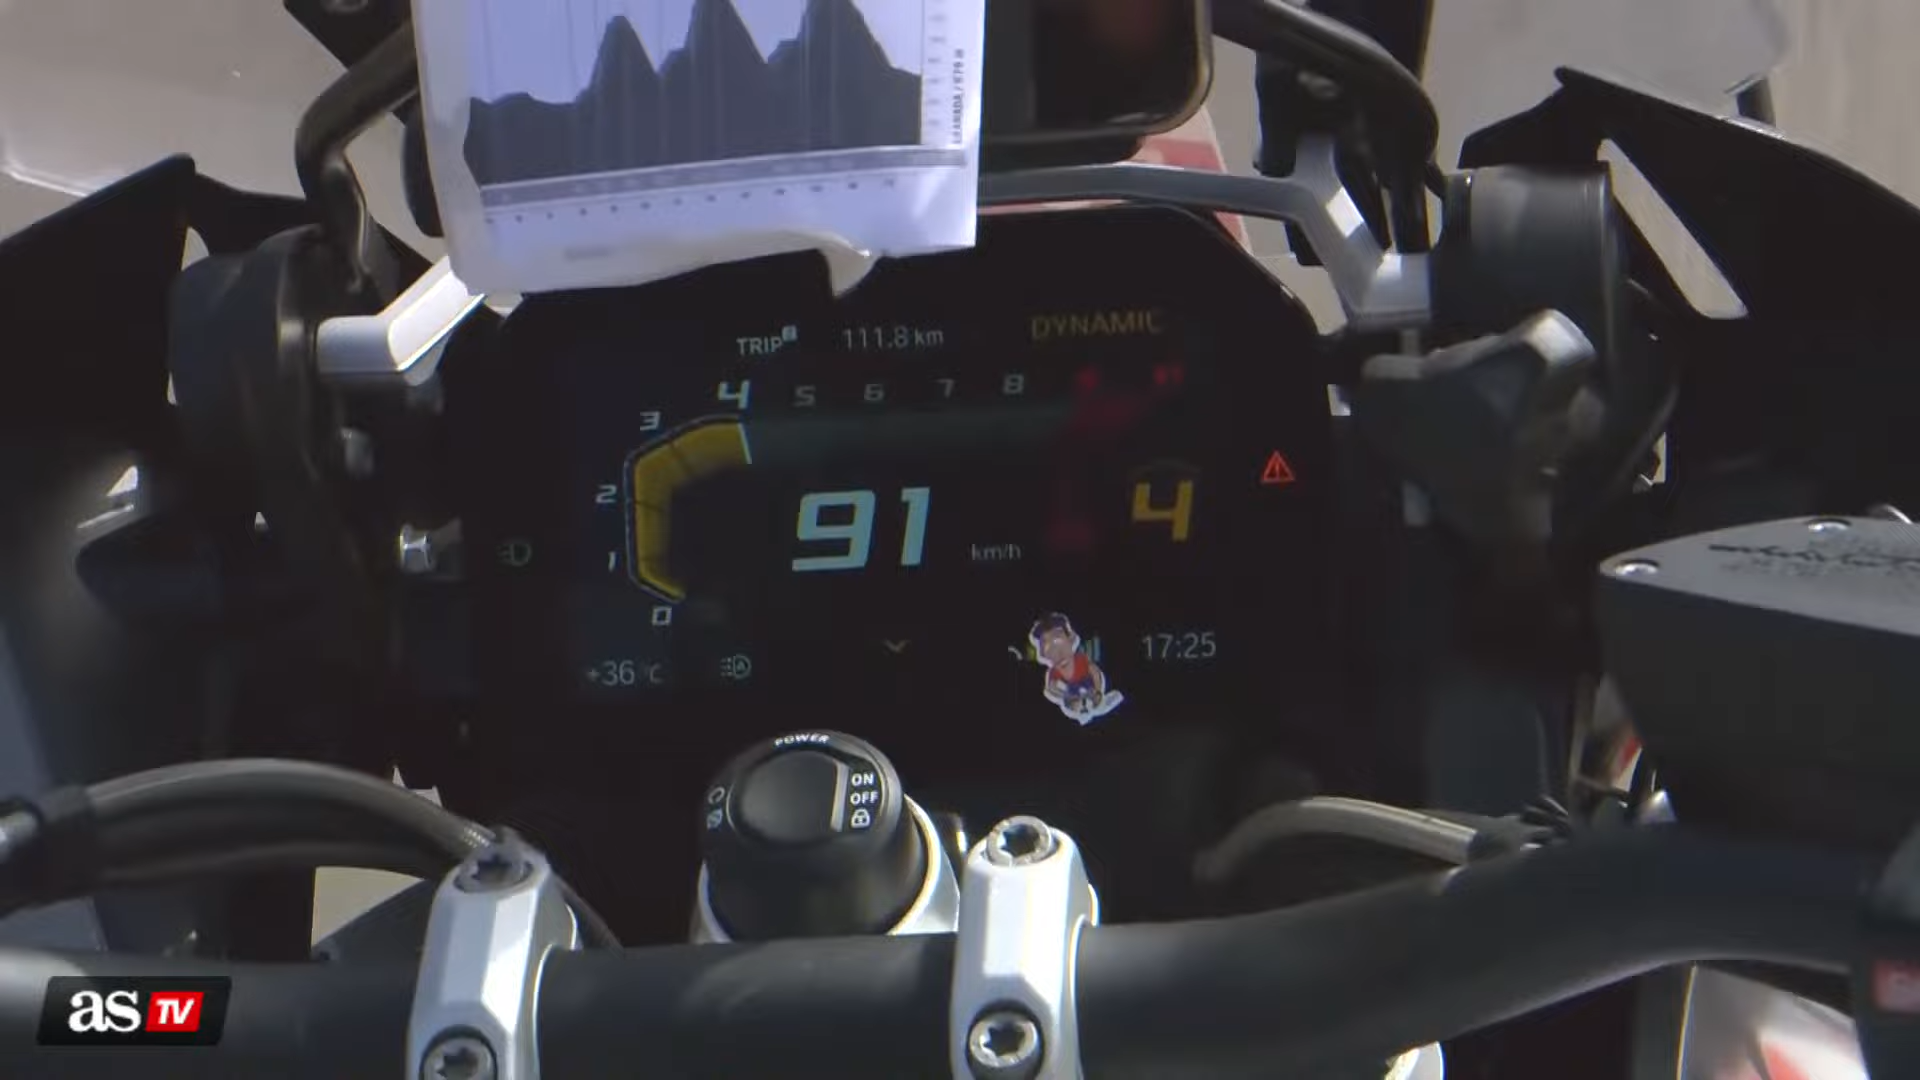 TRIP 2 111.8 km DYNAMIC
4 5 6 7 8
3
2
1
0
91 km/h 4
+36 °C
17:25
POWER
ON
OFF
as TV